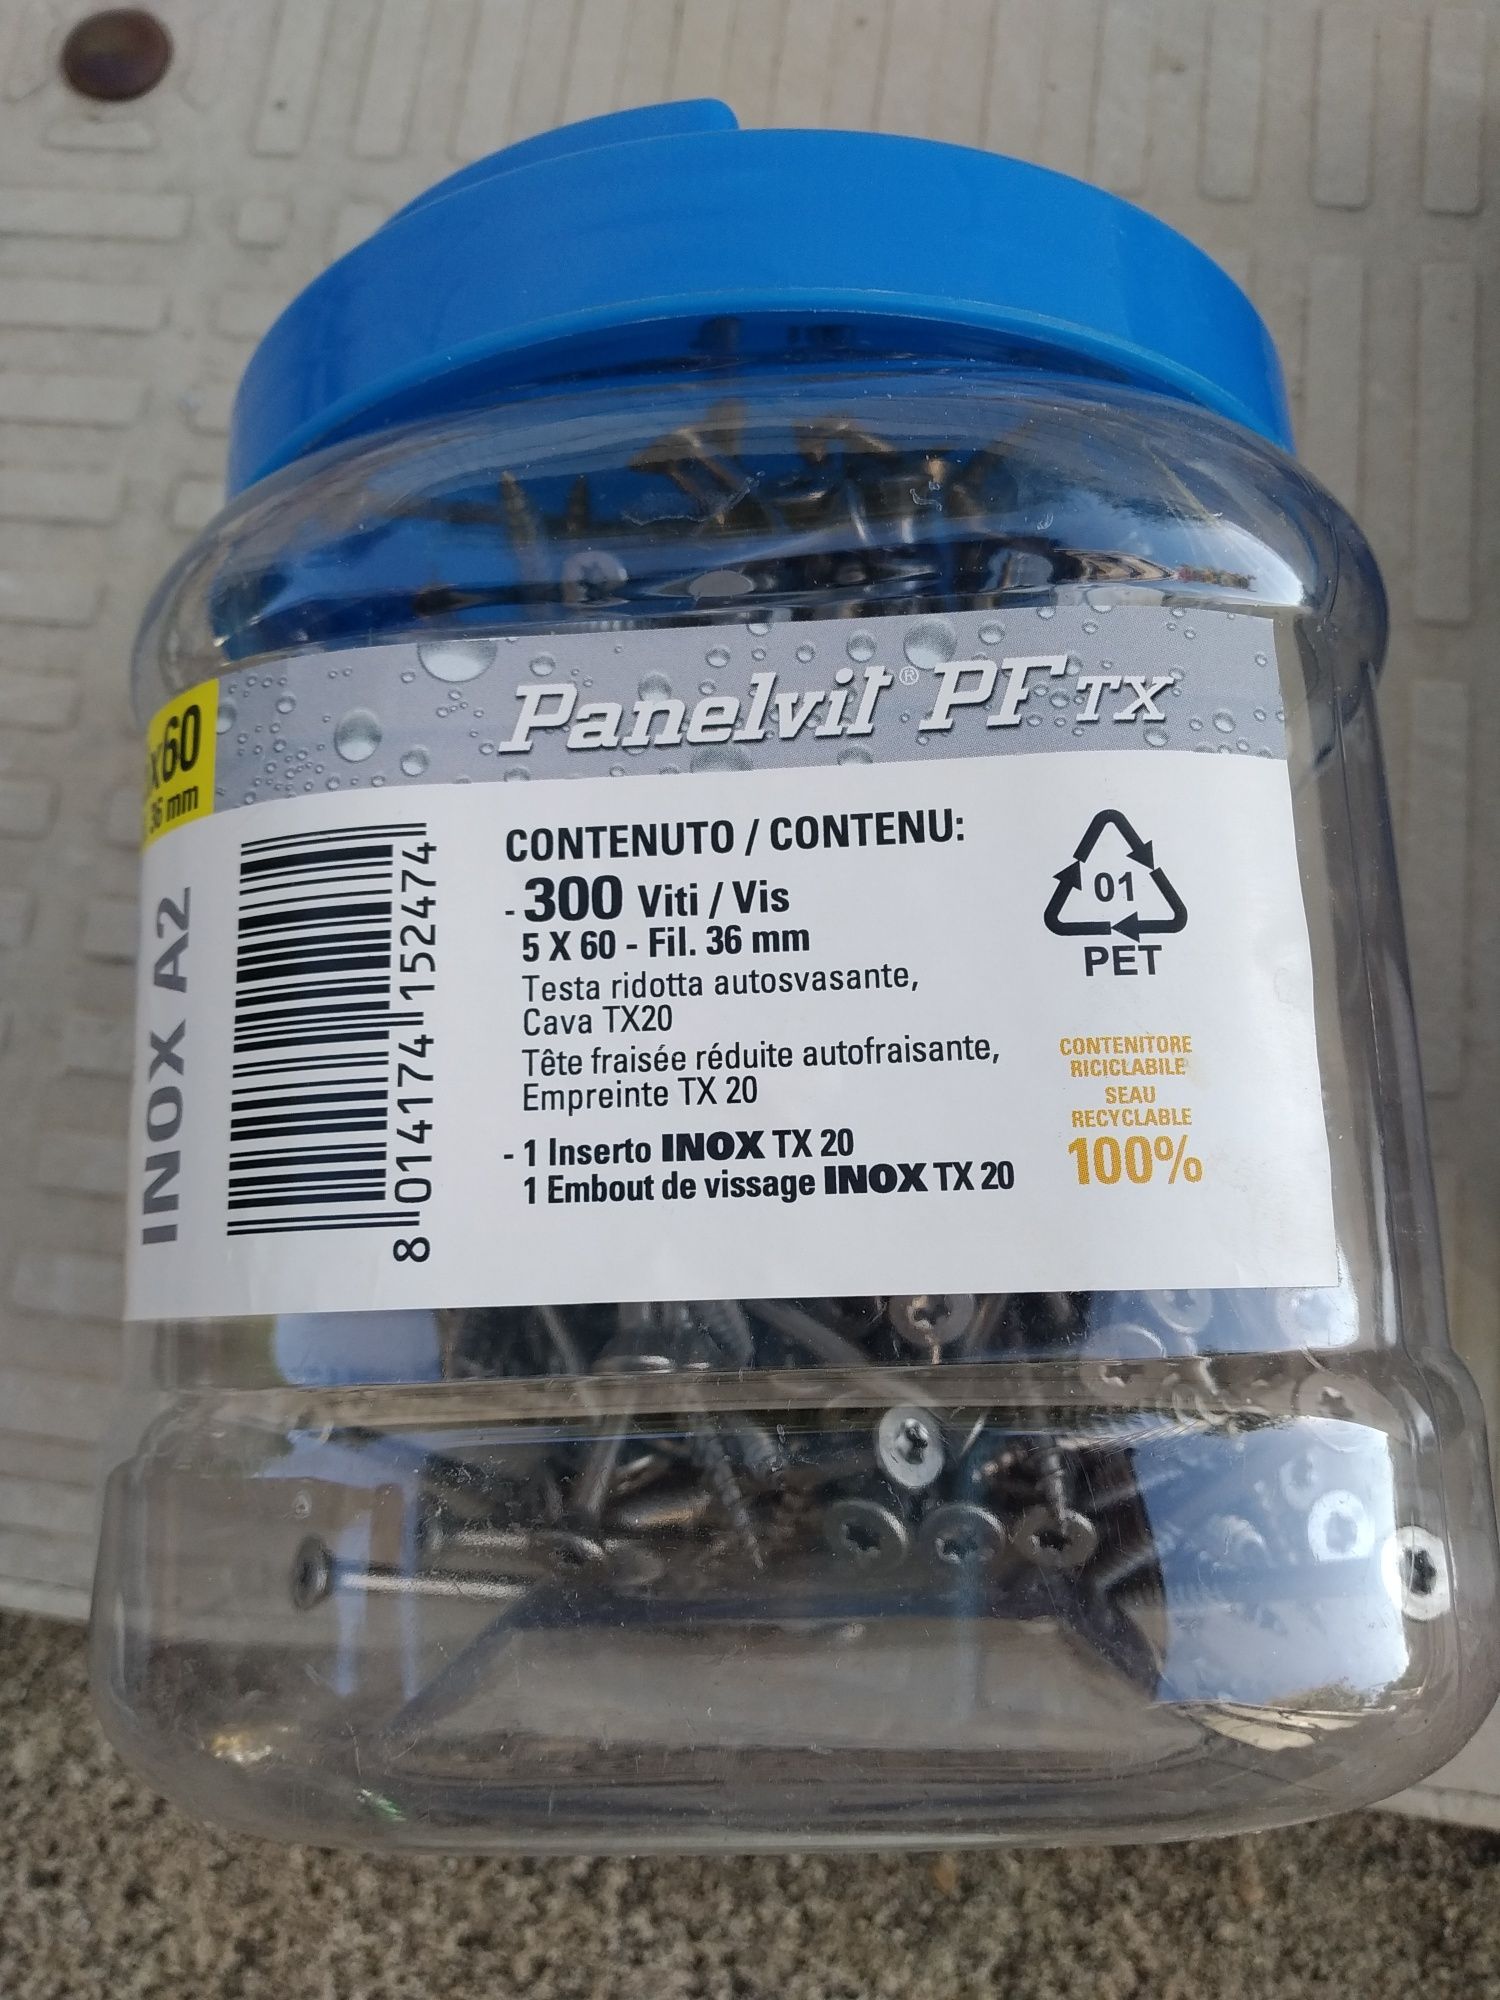 Panelvit® PF TX
x60
36 mm
INOX A2
8 014174 152474
CONTENUTO / CONTENU:
- 300 Viti / Vis
5 X 60 - Fil. 36 mm
Testa ridotta autosvasante,
Cava TX20
Tête fraisée réduite autofraisante,
Empreinte TX 20
- 1 Inserto INOX TX 20
1 Embout de vissage INOX TX 20
01
PET
CONTENITORE
RICICLABILE
SEAU
RECYCLABLE
100%